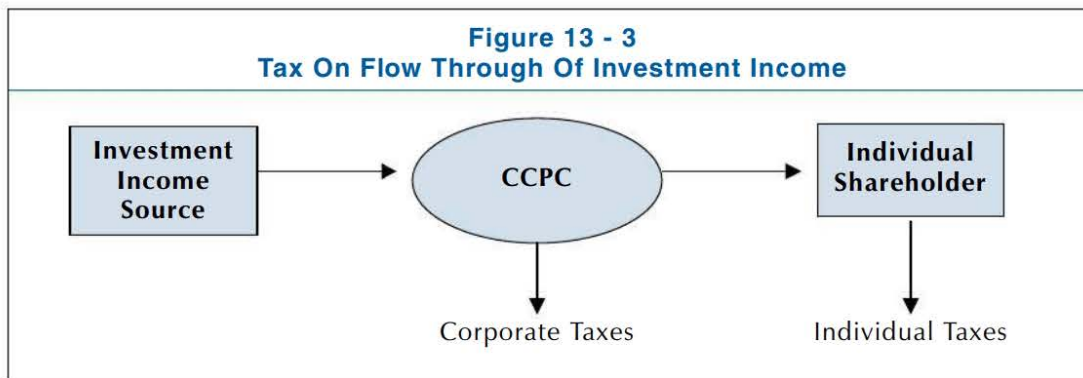 Figure 13 - 3
Tax On Flow Through Of Investment Income
Investment
Income
Source
CCPC
Individual
Shareholder
Corporate Taxes
Individual Taxes